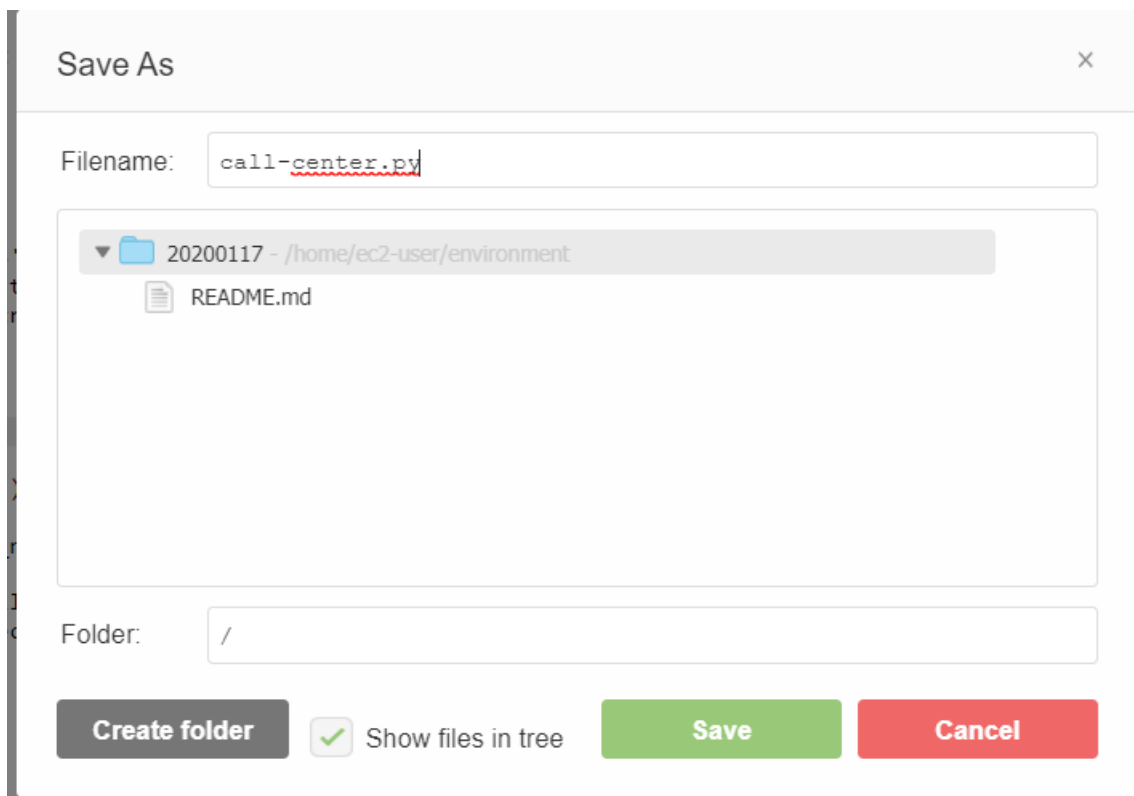 Save As
Filename: call-center.py
20200117 - /home/ec2-user/environment
README.md
Folder: /
Create folder Show files in tree Save Cancel